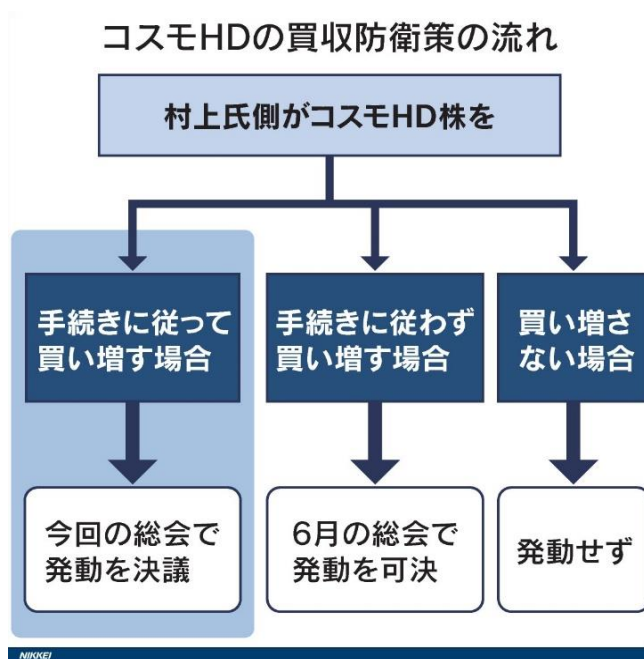 コスモHDの買収防衛策の流れ
村上氏側がコスモHD株を
手続きに従って
買い増す場合
手続きに従わず
買い増す場合
買い増さ
ない場合
今回の総会で
発動を決議
6月の総会で
発動を可決
発動せず
NIKKEI